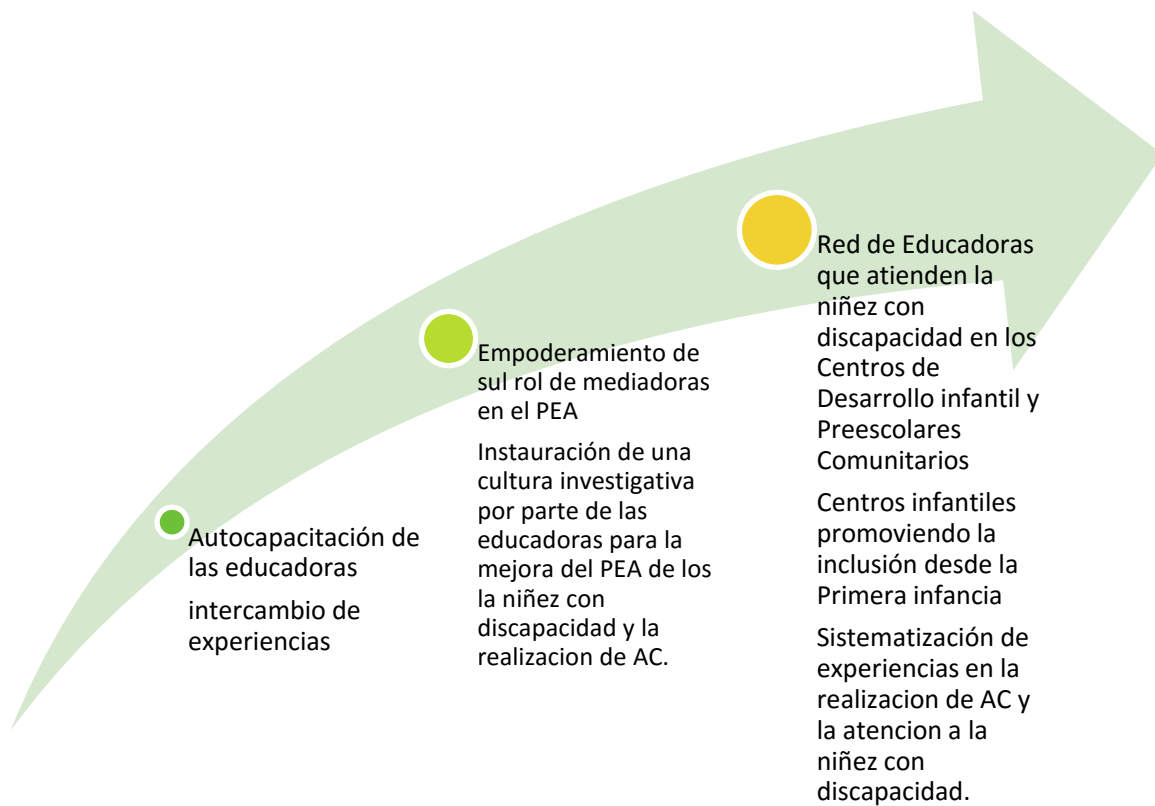 Autocapacitación de
las educadoras
intercambio de
experiencias
Empoderamiento de
sul rol de mediadoras
en el PEA
Instauración de una
cultura investigativa
por parte de las
educadoras para la
mejora del PEA de los
la niñez con
discapacidad y la
realizacion de AC.
Red de Educadoras
que atienden la
niñez con
discapacidad en los
Centros de
Desarrollo infantil y
Preescolares
Comunitarios
Centros infantiles
promoviendo la
inclusión desde la
Primera infancia
Sistematización de
experiencias en la
realizacion de AC y
la atencion a la
niñez con
discapacidad.